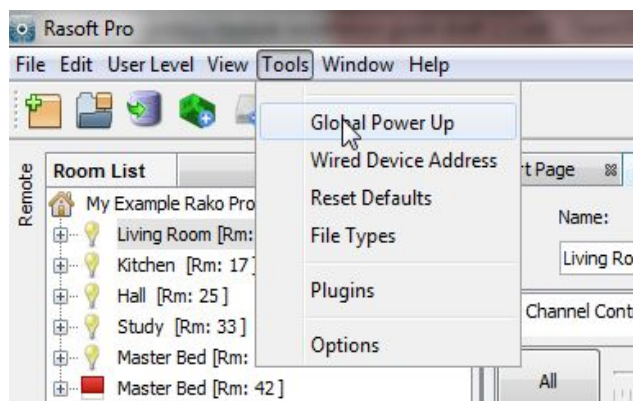 Rasoft Pro
File Edit User Level View Tools Window Help
Global Power Up
Wired Device Address
Reset Defaults
File Types
Plugins
Options
Remote
Room List
My Example Rako Pro
Living Room [Rm:
Kitchen [Rm: 17]
Hall [Rm: 25]
Study [Rm: 33]
Master Bed [Rm:
Master Bed [Rm: 42]
rt Page
Name:
Living Ro
Channel Cont
All